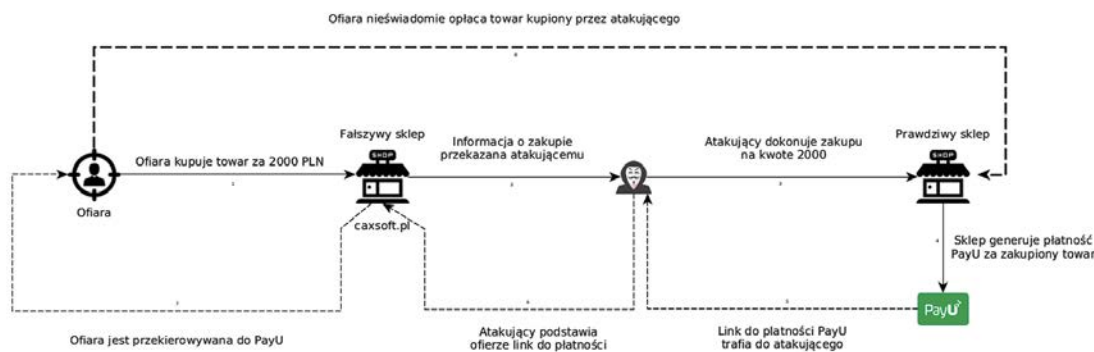 Ofiara nieświadomie opłaca towar kupiony przez atakującego
Fałszywy sklep
Informacja o zakupie
przekazana atakującemu
Atakujący dokonuje zakupu
na kwote 2000
Prawdziwy sklep
Ofiara kupuje towar za 2000 PLN
SHOP
SHOP
Ofiara
caxsoft.pl
Sklep generuje płatność
PayU za zakupiony towar
PayU
Ofiara jest przekierowywana do PayU
Atakujący podstawia
ofierze link do płatności
Link do płatności PayU
trafia do atakującego